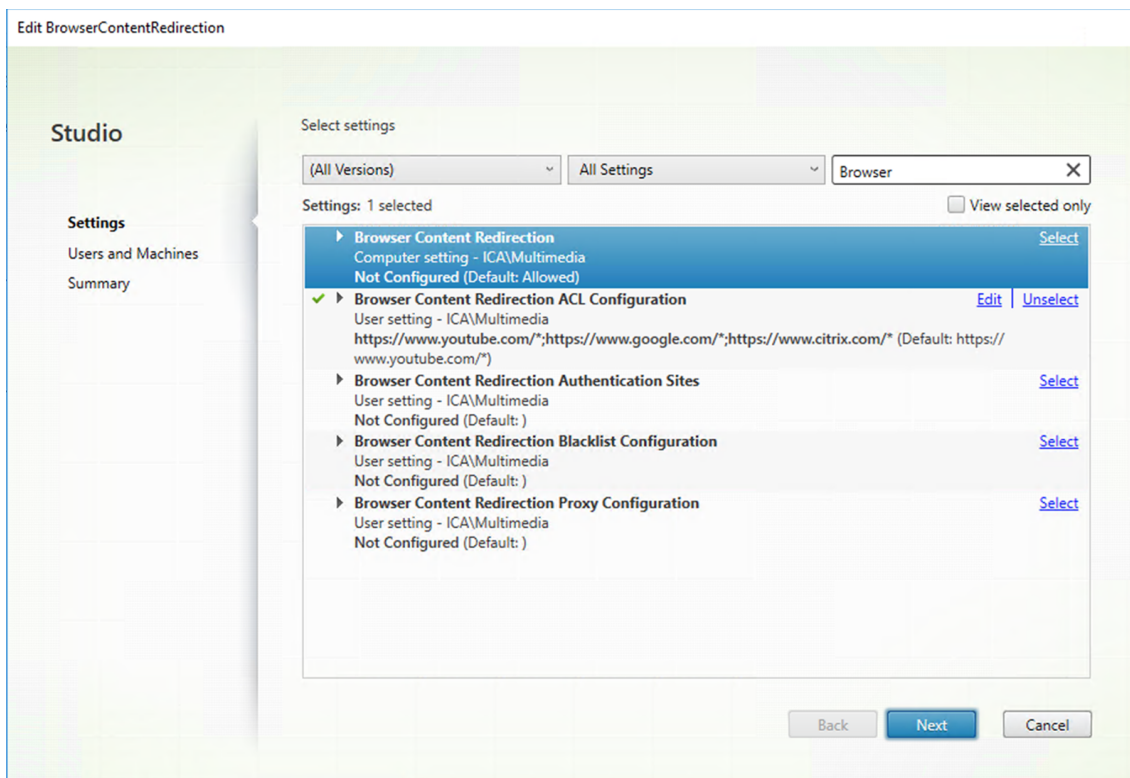 Edit BrowserContentRedirection
Studio
Settings
Users and Machines
Summary
Select settings
(All Versions)
All Settings
Browser
Settings: 1 selected
View selected only
Browser Content Redirection
Select
Computer setting - ICA\Multimedia
Not Configured (Default: Allowed)
Browser Content Redirection ACL Configuration
Edit
Unselect
User setting - ICA\Multimedia
https://www.youtube.com/*;https://www.google.com/*;https://www.citrix.com/* (Default: https://
www.youtube.com/*)
Browser Content Redirection Authentication Sites
Select
User setting - ICA\Multimedia
Not Configured (Default: )
Browser Content Redirection Blacklist Configuration
Select
User setting - ICA\Multimedia
Not Configured (Default: )
Browser Content Redirection Proxy Configuration
Select
User setting - ICA\Multimedia
Not Configured (Default: )
Back
Next
Cancel